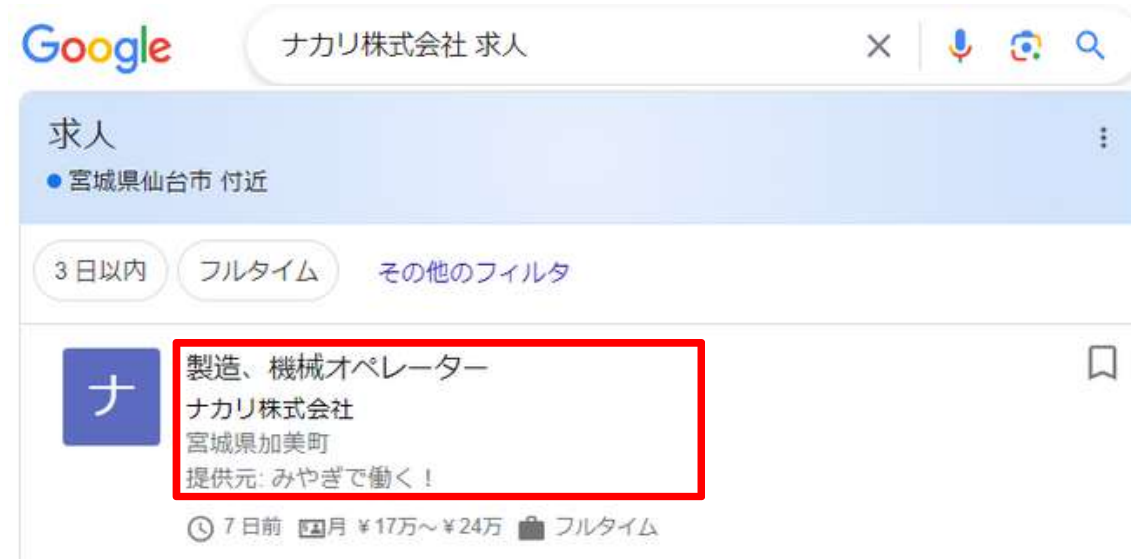 Google ナカリ株式会社 求人
求人
宮城県仙台市 付近
3 日以内 フルタイム その他のフィルタ
ナ
製造、機械オペレーター
ナカリ株式会社
宮城県加美町
提供元: みやぎで働く！
7 日前 月 ¥17万～¥24万 フルタイム